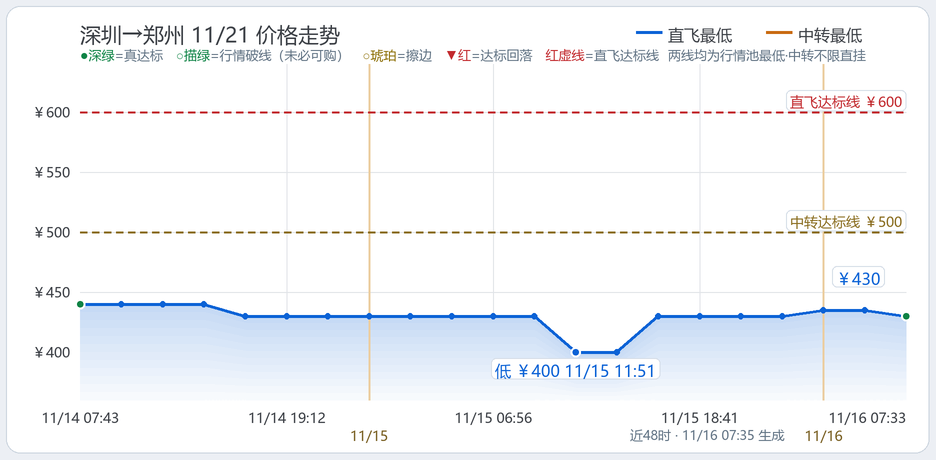 深圳→郑州 11/21 价格走势
直飞最低 中转最低
●深绿=真达标 ○描绿=行情破线（未必可购） ○琥珀=擦边 ▼红=达标回落 红虚线=直飞达标线 两线均为行情池最低·中转不限直挂
¥600
直飞达标线 ¥600
¥550
¥500
中转达标线 ¥500
¥450
¥430
¥400
低 ¥400 11/15 11:51
11/14 07:43 11/14 19:12 11/15 06:56 11/15 18:41 11/16 07:33
11/15 近48时 · 11/16 07:35 生成 11/16